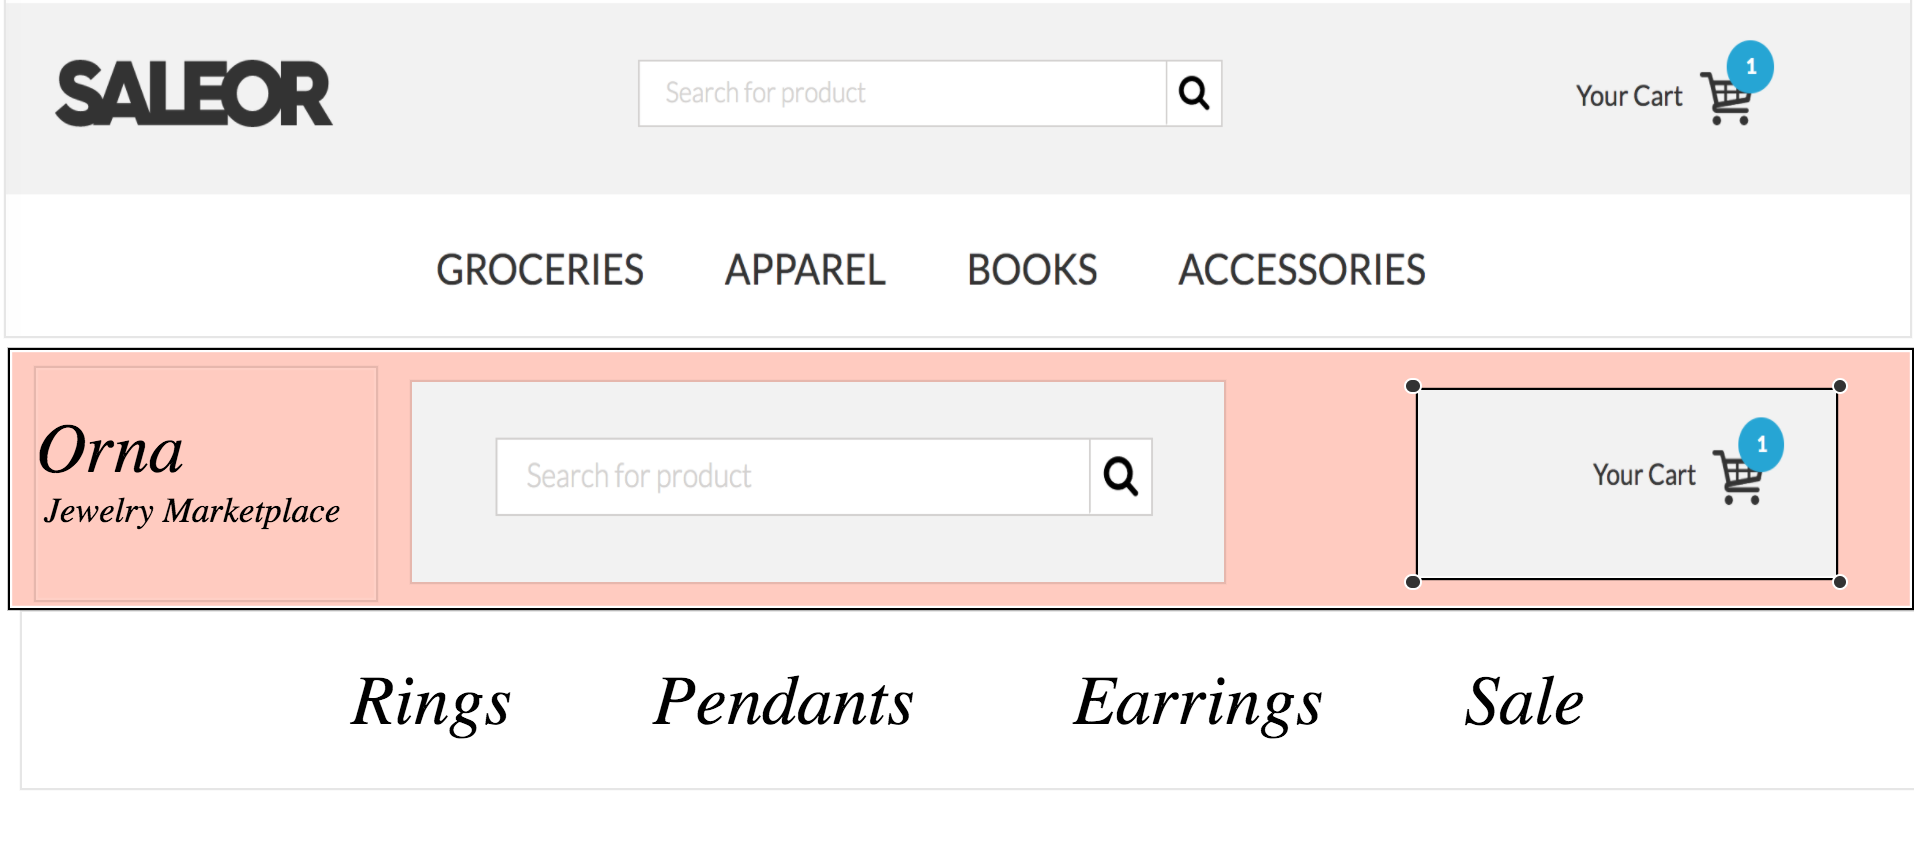 SALEOR
Search for product
Your Cart
1
GROCERIES APPAREL BOOKS ACCESSORIES
Orna
Jewelry Marketplace
Search for product
Your Cart
1
Rings Pendants Earrings Sale